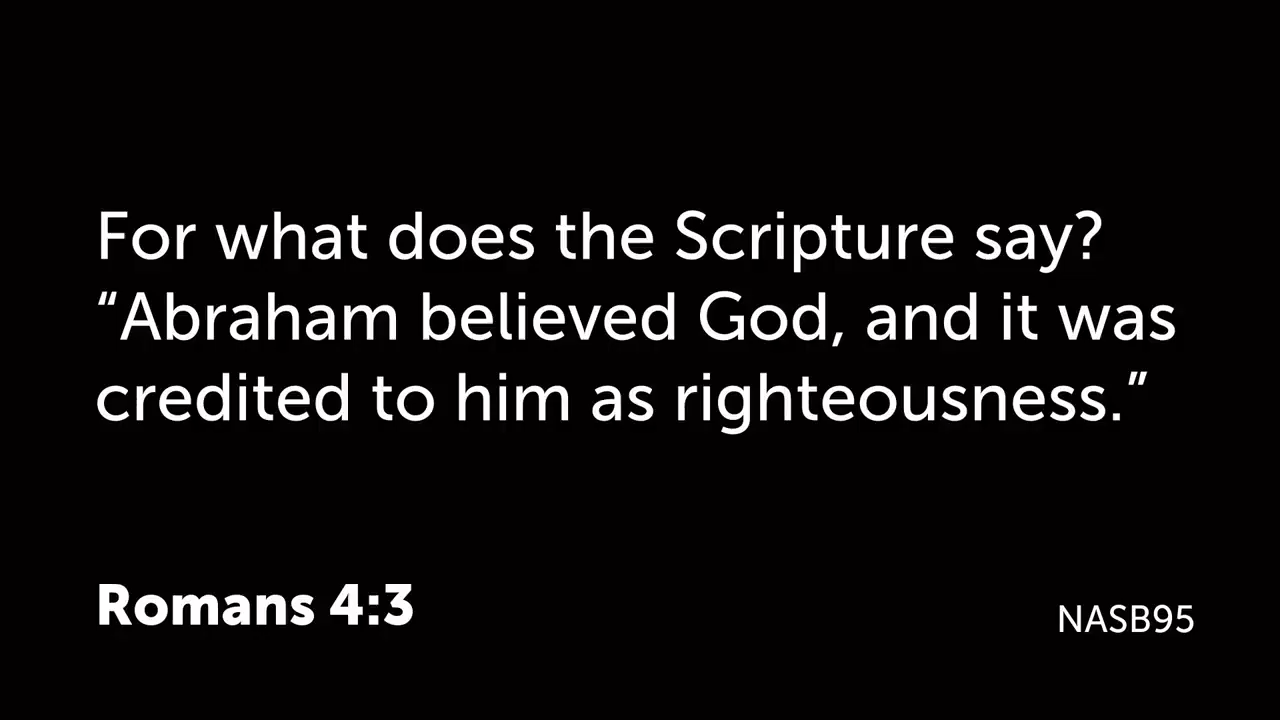 For what does the Scripture say?
“Abraham believed God, and it was
credited to him as righteousness.”
Romans 4:3
NASB95